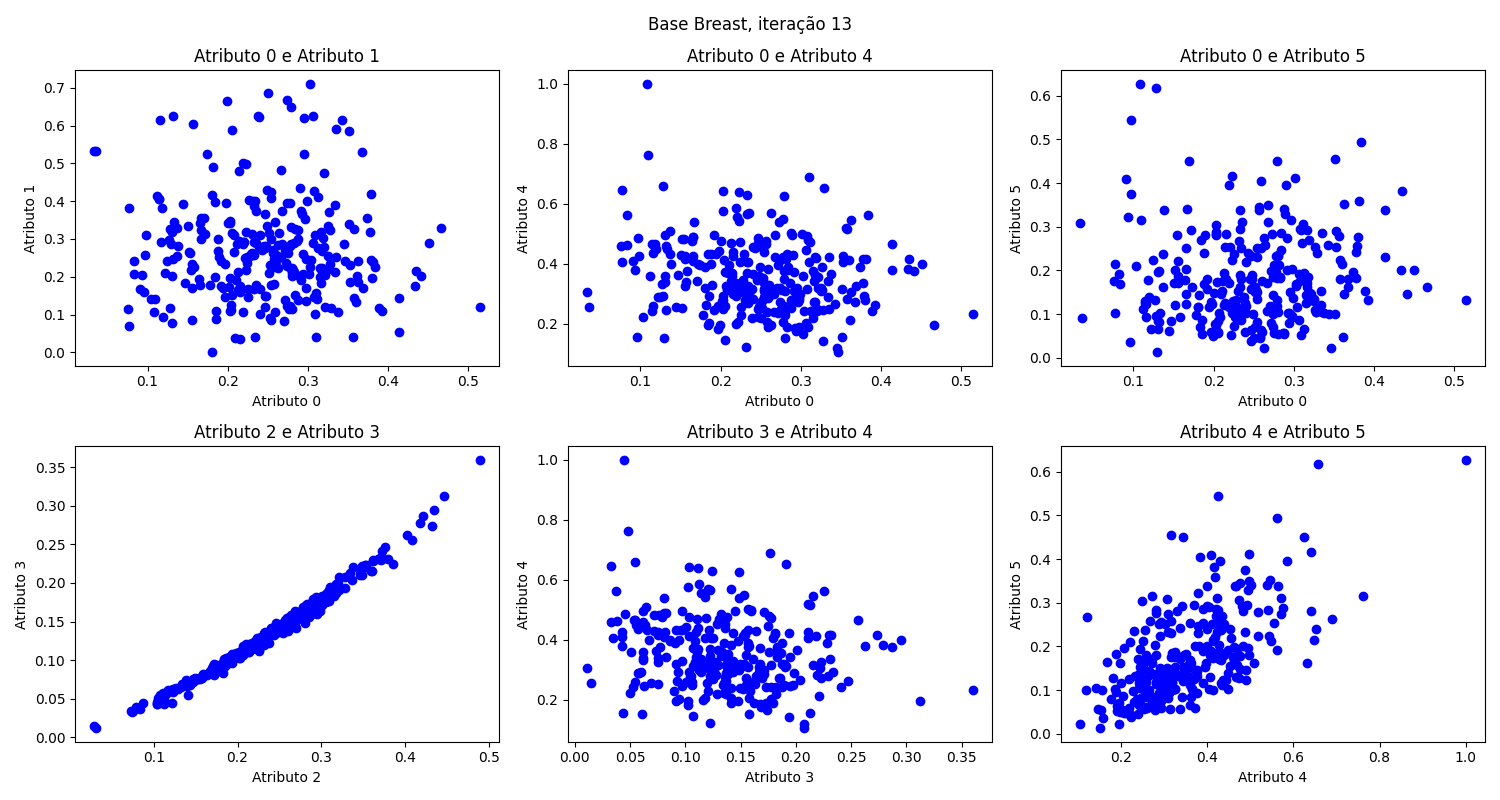 Base Breast, iteração 13
Atributo 0 e Atributo 1
Atributo 0 e Atributo 4
Atributo 0 e Atributo 5
0.7
0.6
0.5
0.4
0.3
0.2
0.1
0.0
Atributo 1
0.1 0.2 0.3 0.4 0.5
Atributo 0
1.0
0.8
0.6
0.4
0.2
Atributo 4
0.1 0.2 0.3 0.4 0.5
Atributo 0
0.6
0.5
0.4
0.3
0.2
0.1
0.0
Atributo 5
0.1 0.2 0.3 0.4 0.5
Atributo 0
Atributo 2 e Atributo 3
Atributo 3 e Atributo 4
Atributo 4 e Atributo 5
0.35
0.30
0.25
0.20
0.15
0.10
0.05
0.00
Atributo 3
0.1 0.2 0.3 0.4 0.5
Atributo 2
1.0
0.8
0.6
0.4
0.2
Atributo 4
0.00 0.05 0.10 0.15 0.20 0.25 0.30 0.35
Atributo 3
0.6
0.5
0.4
0.3
0.2
0.1
0.0
Atributo 5
0.2 0.4 0.6 0.8 1.0
Atributo 4